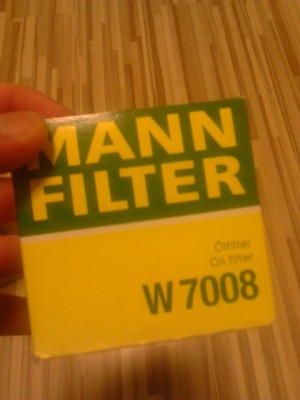 MANN
FILTER
Ölfilter
Oil filter
W 7008